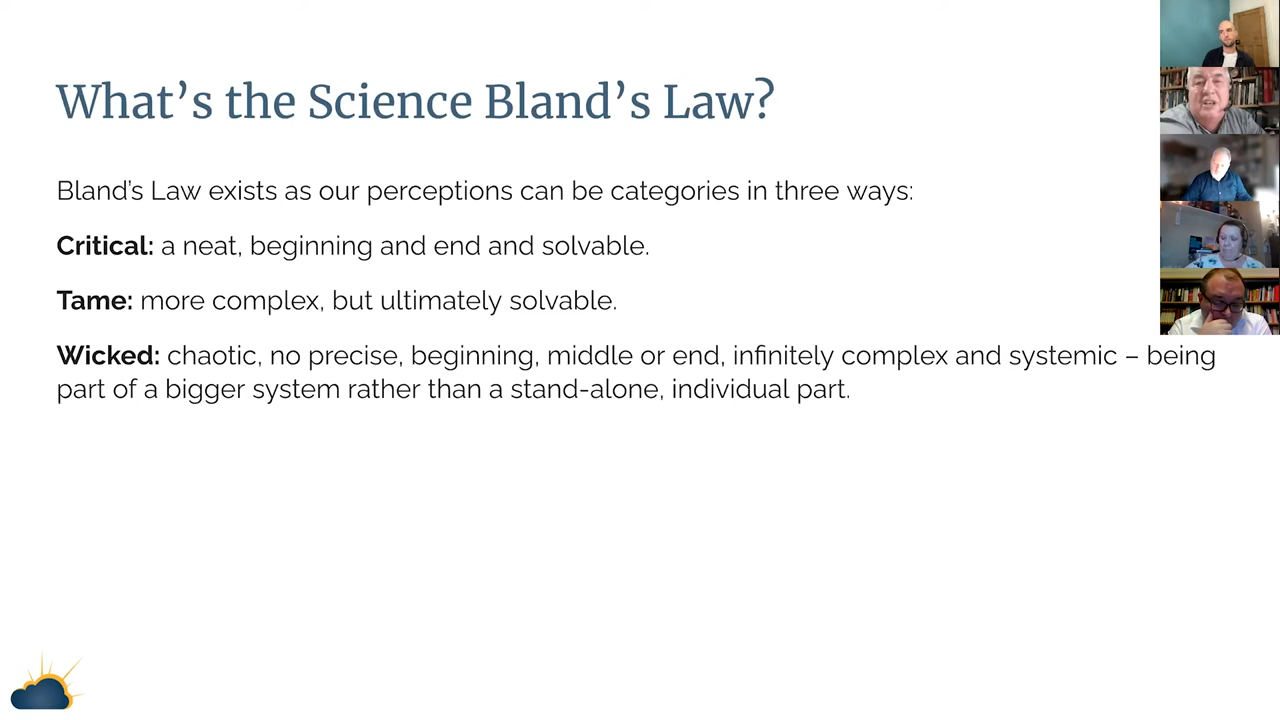 What's the Science Bland's Law?
Bland's Law exists as our perceptions can be categories in three ways:
Critical: a neat, beginning and end and solvable.
Tame: more complex, but ultimately solvable.
Wicked: chaotic, no precise, beginning, middle or end, infinitely complex and systemic – being
part of a bigger system rather than a stand-alone, individual part.